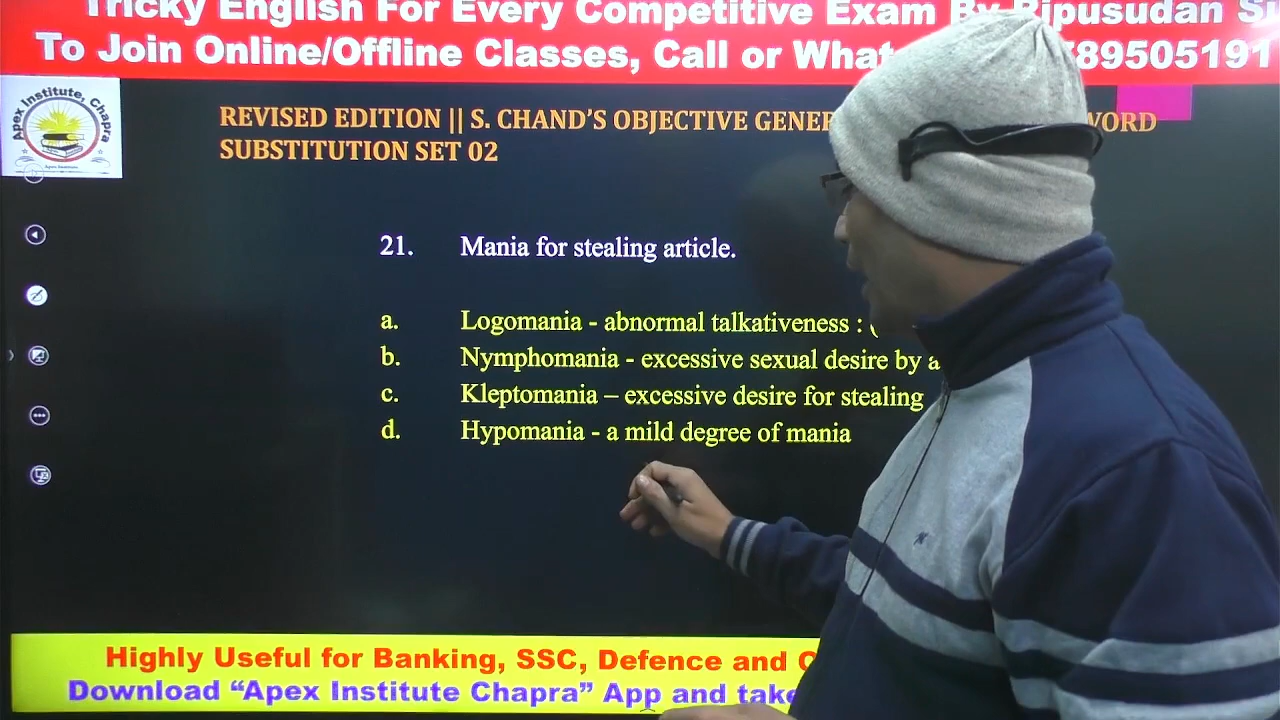 Tricky English For Every Competitive Exam By Ripusudan
To Join Online/Offline Classes, Call or 89505191
Apex Institute, Chapra
REVISED EDITION || S. CHAND'S OBJECTIVE WORD
SUBSTITUTION SET 02
21. Mania for stealing article.
a. Logomania - abnormal talkativeness : (
b. Nymphomania - excessive sexual desire by a
c. Kleptomania – excessive desire for stealing
d. Hypomania - a mild degree of mania
Highly Useful for Banking, SSC, Defence and
Download “Apex Institute Chapra” App and take